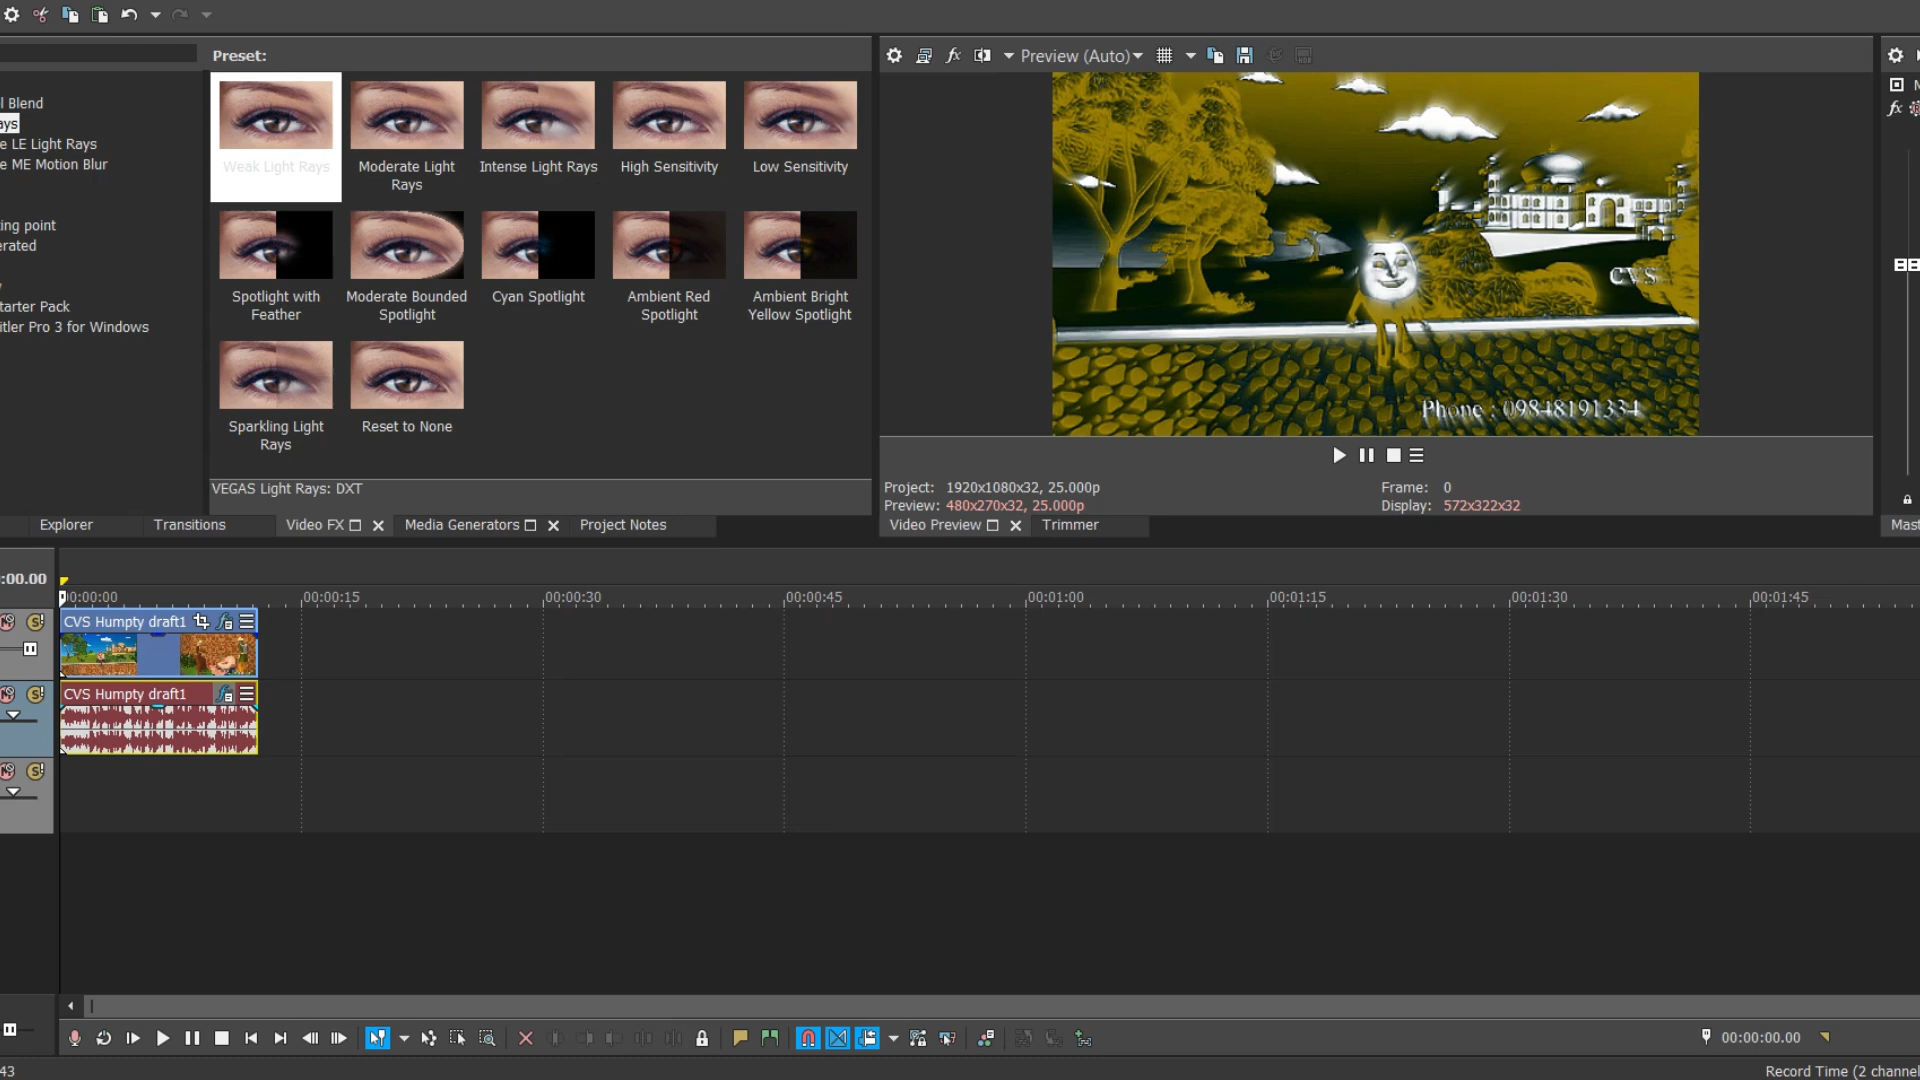 Preset:
Preview (Auto)
l Blend
ays
e LE Light Rays
e ME Motion Blur
ing point
erated
tarter Pack
itler Pro 3 for Windows
Weak Light Rays
Moderate Light Rays
Intense Light Rays
High Sensitivity
Low Sensitivity
Spotlight with Feather
Moderate Bounded Spotlight
Cyan Spotlight
Ambient Red Spotlight
Ambient Bright Yellow Spotlight
Sparkling Light Rays
Reset to None
VEGAS Light Rays: DXT
CVS
Phone : 09848191334
Project: 1920x1080x32, 25.000p
Frame: 0
Preview: 480x270x32, 25.000p
Display: 572x322x32
Explorer
Transitions
Video FX
Media Generators
Project Notes
Video Preview
Trimmer
Mast
:00.00
00:00:00
00:00:15
00:00:30
00:00:45
00:01:00
00:01:15
00:01:30
00:01:45
CVS Humpty draft1
CVS Humpty draft1
00:00:00.00
43
Record Time (2 channel